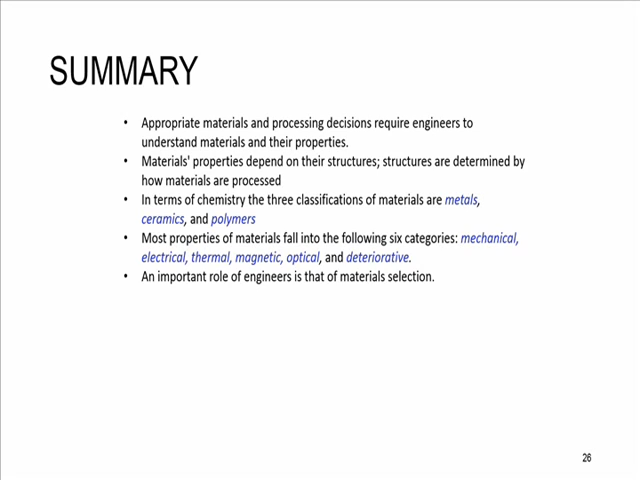 SUMMARY
• Appropriate materials and processing decisions require engineers to
understand materials and their properties.
• Materials' properties depend on their structures; structures are determined by
how materials are processed
• In terms of chemistry the three classifications of materials are metals,
ceramics, and polymers
• Most properties of materials fall into the following six categories: mechanical,
electrical, thermal, magnetic, optical, and deteriorative.
• An important role of engineers is that of materials selection.
26